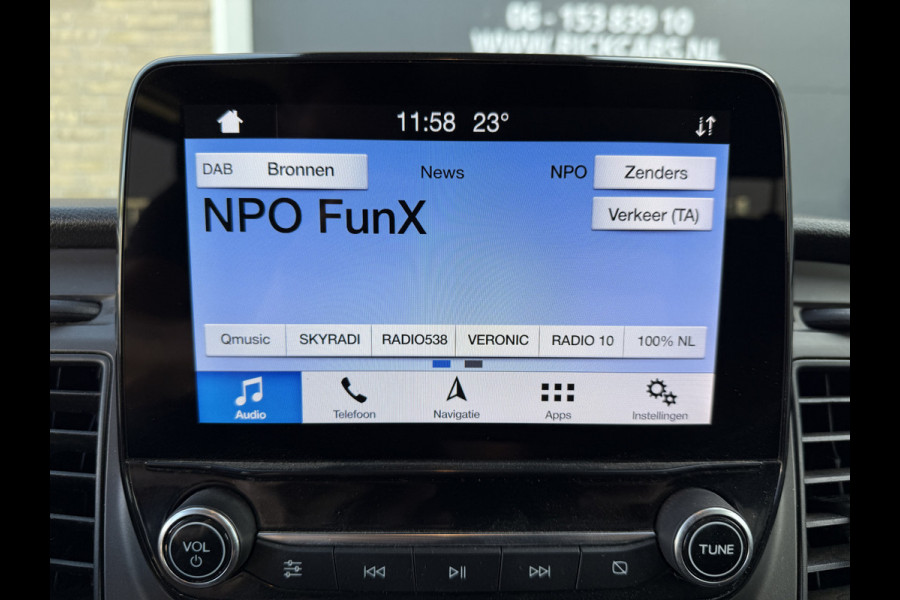 06 - 153 839 10
WWW.RICKCARS.NL
11:58 23°
DAB Bronnen News NPO Zenders
NPO FunX
Verkeer (TA)
Qmusic SKYRADI RADIO538 VERONIC RADIO 10 100% NL
Audio Telefoon Navigatie Apps Instellingen
VOL TUNE